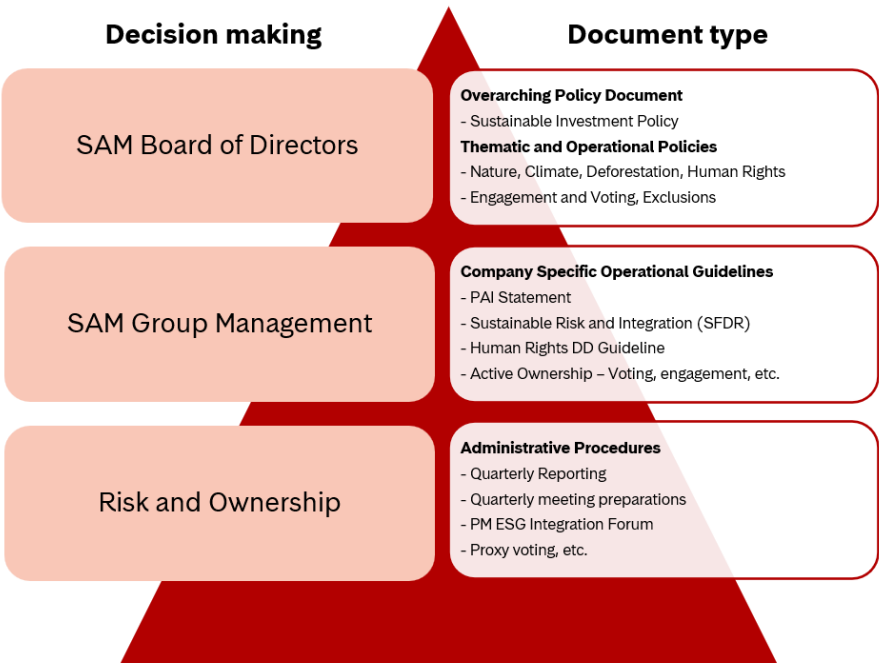 Decision making
Document type
SAM Board of Directors
Overarching Policy Document
- Sustainable Investment Policy
Thematic and Operational Policies
- Nature, Climate, Deforestation, Human Rights
- Engagement and Voting, Exclusions
SAM Group Management
Company Specific Operational Guidelines
- PAI Statement
- Sustainable Risk and Integration (SFDR)
- Human Rights DD Guideline
- Active Ownership – Voting, engagement, etc.
Risk and Ownership
Administrative Procedures
- Quarterly Reporting
- Quarterly meeting preparations
- PM ESG Integration Forum
- Proxy voting, etc.